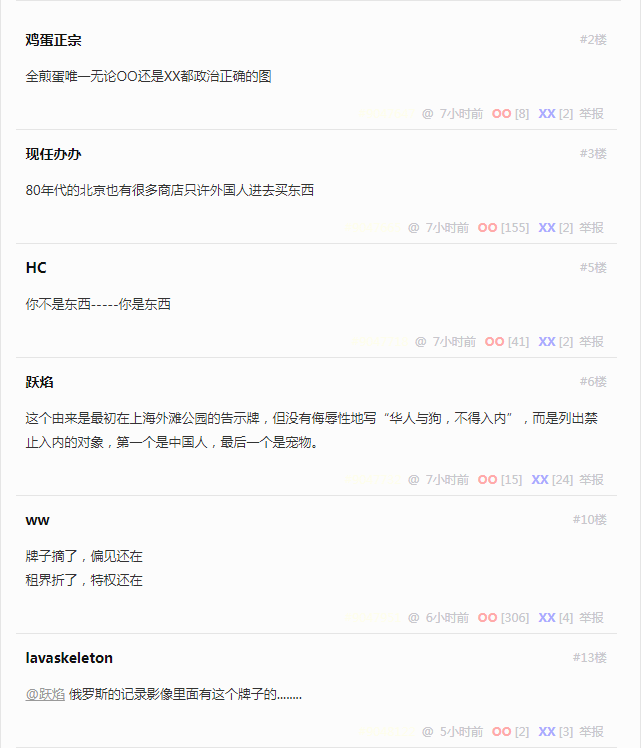 鸡蛋正宗 #2楼
全煎蛋唯一无论OO还是XX都政治正确的图
@ 7小时前 OO [8] XX [2] 举报
现任办办 #3楼
80年代的北京也有很多商店只许外国人进去买东西
@ 7小时前 OO [155] XX [2] 举报
HC #5楼
你不是东西-----你是东西
@ 7小时前 OO [41] XX [2] 举报
跃焰 #6楼
这个由来是最初在上海外滩公园的告示牌，但没有侮辱性地写“华人与狗，不得入内”，而是列出禁
止入内的对象，第一个是中国人，最后一个是宠物。
@ 7小时前 OO [15] XX [24] 举报
ww #10楼
牌子摘了，偏见还在
租界折了，特权还在
@ 6小时前 OO [306] XX [4] 举报
lavaskeleton #13楼
@跃焰 俄罗斯的记录影像里面有这个牌子的........
@ 5小时前 OO [2] XX [3] 举报